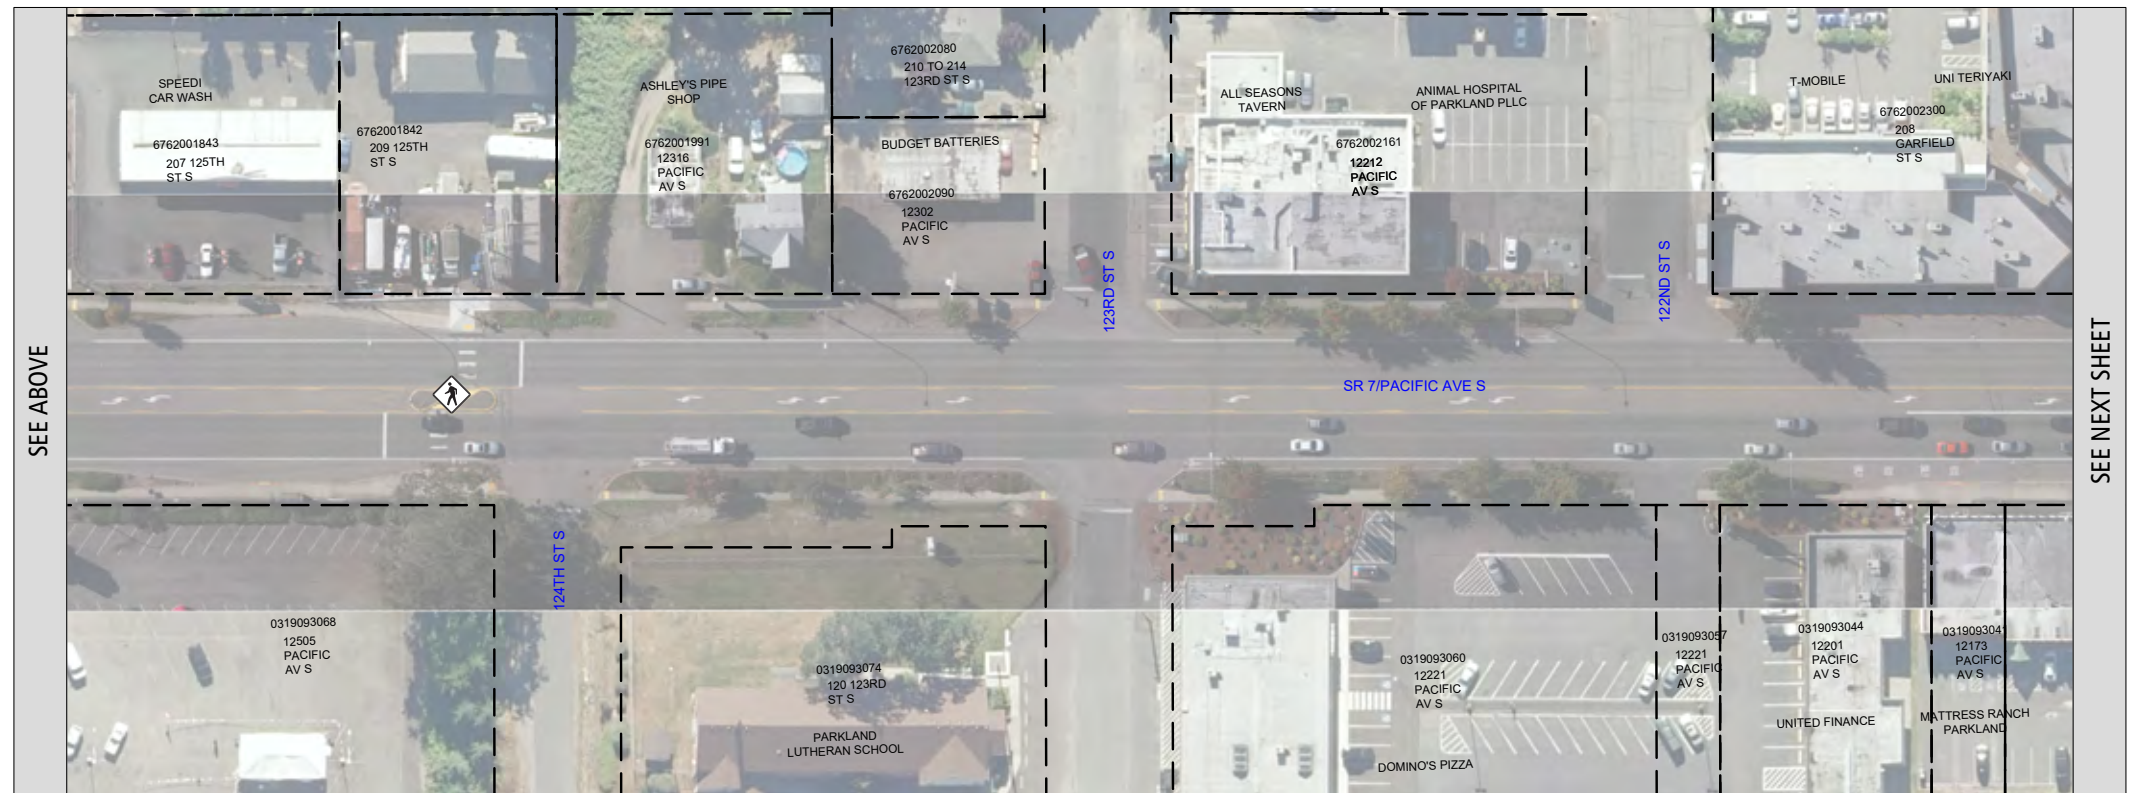 SEE ABOVE
SPEEDI
CAR WASH
6762001843
207 125TH
ST S
6762001842
209 125TH
ST S
ASHLEY'S PIPE
SHOP
6762001991
12316
PACIFIC
AV S
6762002080
210 TO 214
123RD ST S
BUDGET BATTERIES
6762002090
12302
PACIFIC
AV S
123RD ST S
ALL SEASONS
TAVERN
ANIMAL HOSPITAL
OF PARKLAND PLLC
6762002161
12212
PACIFIC
AV S
122ND ST S
T-MOBILE
UNI TERIYAKI
6762002300
208
GARFIELD
ST S
SR 7/PACIFIC AVE S
SEE NEXT SHEET
124TH ST S
0319093068
12505
PACIFIC
AV S
0319093074
120 123RD
ST S
PARKLAND
LUTHERAN SCHOOL
0319093060
12221
PACIFIC
AV S
DOMINO'S PIZZA
0319093057
12221
PACIFIC
AV S
0319093044
12201
PACIFIC
AV S
UNITED FINANCE
0319093041
12173
PACIFIC
AV S
MATTRESS RANCH
PARKLAND